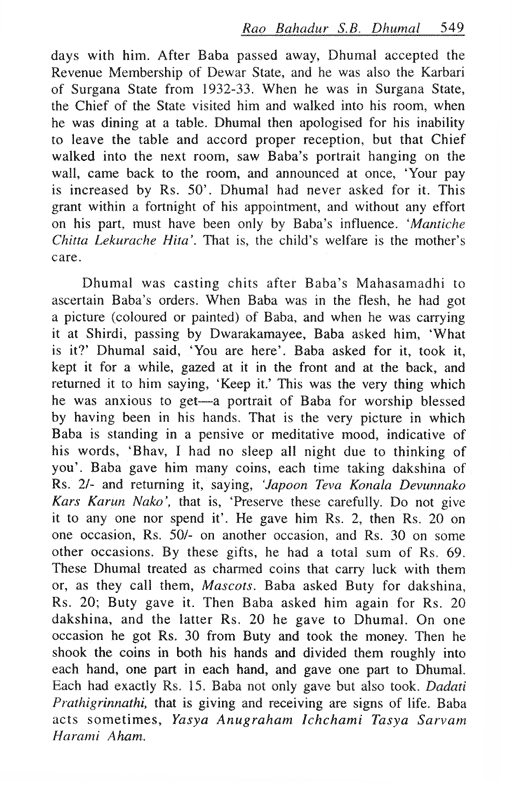 Rao Bahadur S.B. Dhumal 549
days with him. After Baba passed away, Dhumal accepted the
Revenue Membership of Dewar State, and he was also the Karbari
of Surgana State from 1932-33. When he was in Surgana State,
the Chief of the State visited him and walked into his room, when
he was dining at a table. Dhumal then apologised for his inability
to leave the table and accord proper reception, but that Chief
walked into the next room, saw Baba's portrait hanging on the
wall, came back to the room, and announced at once, 'Your pay
is increased by Rs. 50'. Dhumal had never asked for it. This
grant within a fortnight of his appointment, and without any effort
on his part, must have been only by Baba's influence. 'Mantiche
Chitta Lekurache Hita'. That is, the child's welfare is the mother's
care.
Dhumal was casting chits after Baba's Mahasamadhi to
ascertain Baba's orders. When Baba was in the flesh, he had got
a picture (coloured or painted) of Baba, and when he was carrying
it at Shirdi, passing by Dwarakamayee, Baba asked him, 'What
is it?' Dhumal said, 'You are here'. Baba asked for it, took it,
kept it for a while, gazed at it in the front and at the back, and
returned it to him saying, 'Keep it.' This was the very thing which
he was anxious to get—a portrait of Baba for worship blessed
by having been in his hands. That is the very picture in which
Baba is standing in a pensive or meditative mood, indicative of
his words, 'Bhav, I had no sleep all night due to thinking of
you'. Baba gave him many coins, each time taking dakshina of
Rs. 2/- and returning it, saying, 'Japoon Teva Konala Devunnako
Kars Karun Nako', that is, 'Preserve these carefully. Do not give
it to any one nor spend it'. He gave him Rs. 2, then Rs. 20 on
one occasion, Rs. 50/- on another occasion, and Rs. 30 on some
other occasions. By these gifts, he had a total sum of Rs. 69.
These Dhumal treated as charmed coins that carry luck with them
or, as they call them, Mascots. Baba asked Buty for dakshina,
Rs. 20; Buty gave it. Then Baba asked him again for Rs. 20
dakshina, and the latter Rs. 20 he gave to Dhumal. On one
occasion he got Rs. 30 from Buty and took the money. Then he
shook the coins in both his hands and divided them roughly into
each hand, one part in each hand, and gave one part to Dhumal.
Each had exactly Rs. 15. Baba not only gave but also took. Dadati
Prathigrinnathi, that is giving and receiving are signs of life. Baba
acts sometimes, Yasya Anugraham Ichchami Tasya Sarvam
Harami Aham.